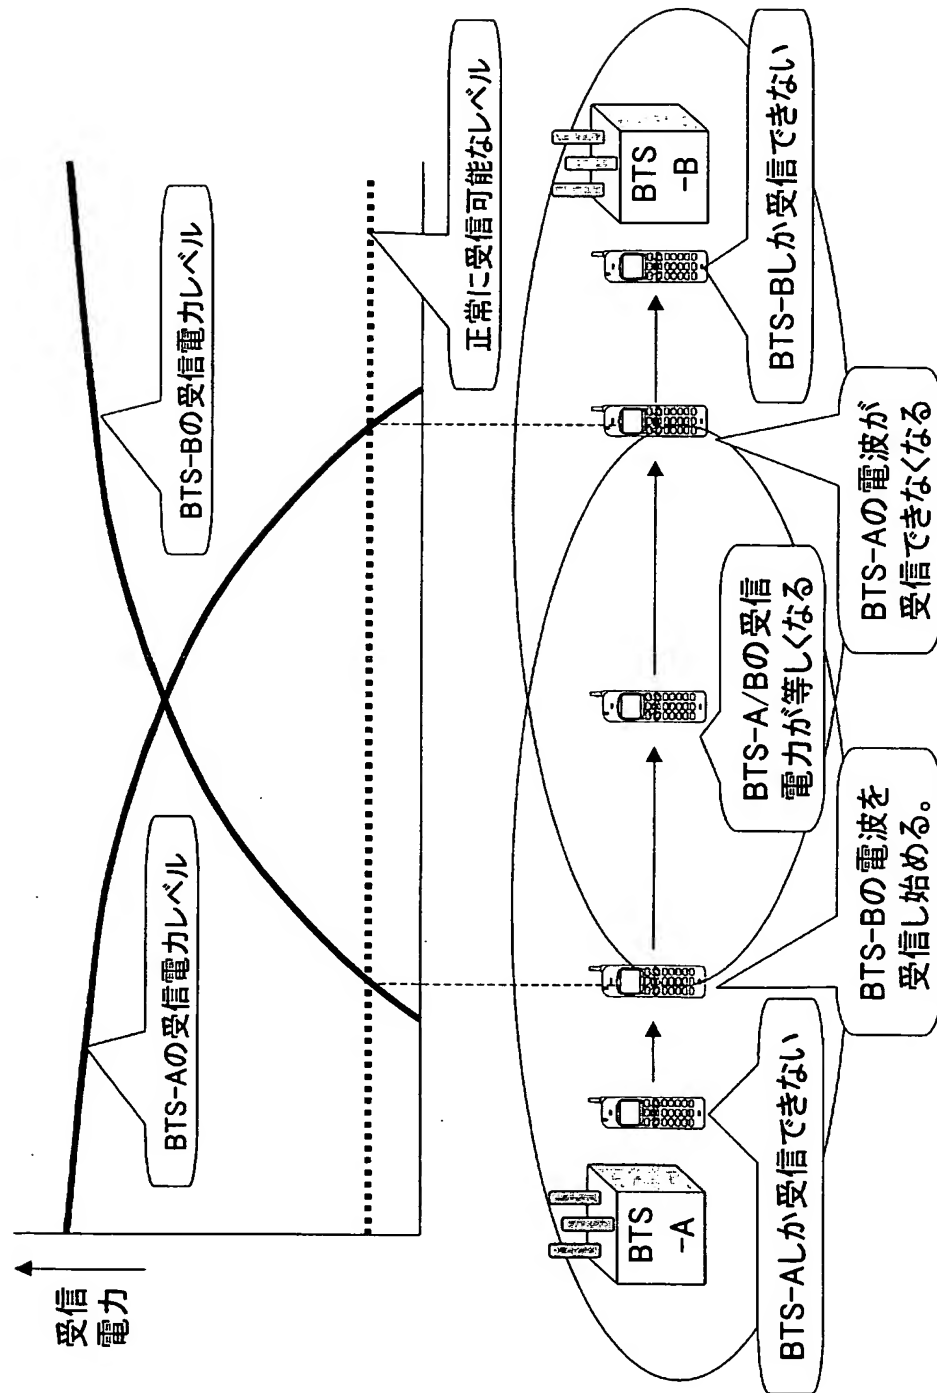 受信
電力
BTS-Aの受信電力レベル
BTS-Bの受信電力レベル
正常に受信可能なレベル
BTS
-A
BTS
-B
BTS-Aしか受信できない
BTS-Bの電波を
受信し始める。
BTS-A/Bの受信
電力が等しくなる
BTS-Aの電波が
受信できなくなる
BTS-Bしか受信できない